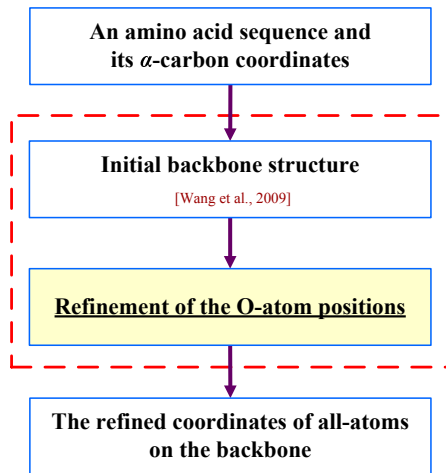 An amino acid sequence and
its α-carbon coordinates
Initial backbone structure
[Wang et al., 2009]
Refinement of the O-atom positions
The refined coordinates of all-atoms
on the backbone